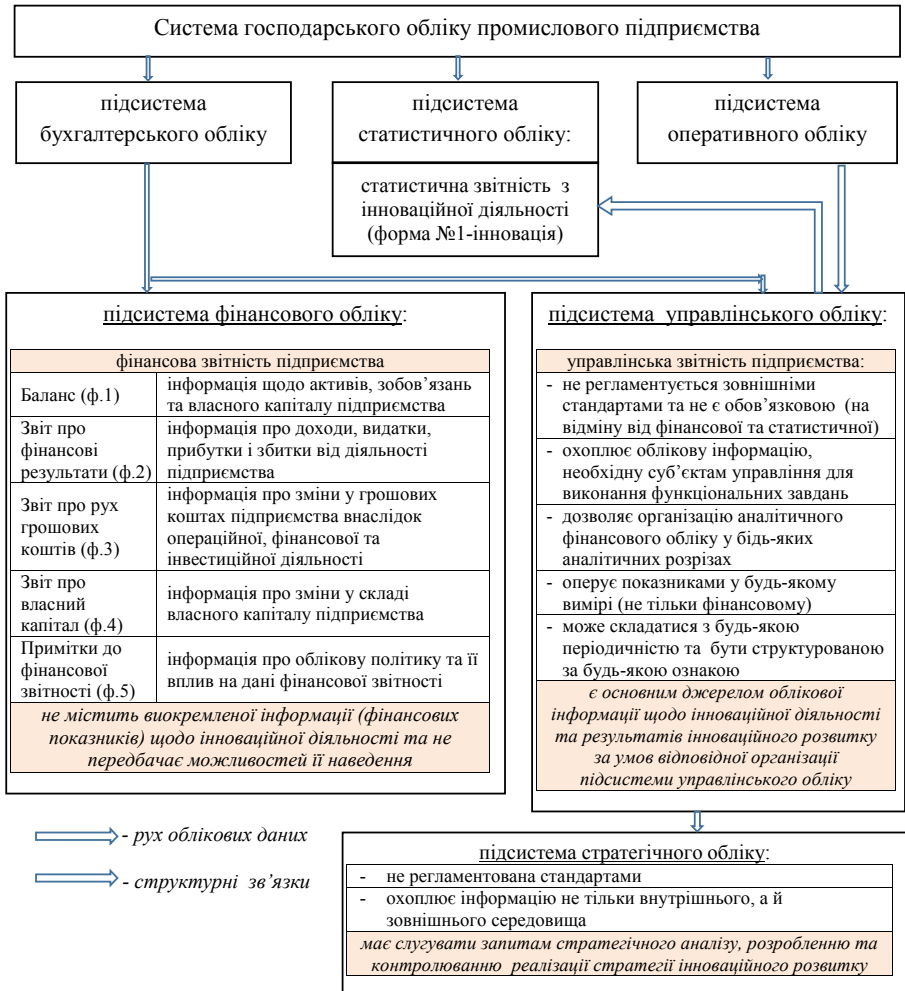 Система господарського обліку промислового підприємства
підсистема
бухгалтерського обліку
підсистема
статистичного обліку:
підсистема
оперативного обліку
статистична звітність з
інноваційної діяльності
(форма №1-інновація)
підсистема фінансового обліку:
фінансова звітність підприємства
Баланс (ф.1)
інформація щодо активів, зобов’язань
та власного капіталу підприємства
Звіт про
фінансові
результати (ф.2)
інформація про доходи, видатки,
прибутки і збитки від діяльності
підприємства
Звіт про рух
грошових
коштів (ф.3)
інформація про зміни у грошових
коштах підприємства внаслідок
операційної, фінансової та
інвестиційної діяльності
Звіт про
власний
капітал (ф.4)
інформація про зміни у складі
власного капіталу підприємства
Примітки до
фінансової
звітності (ф.5)
інформація про облікову політику та її
вплив на дані фінансової звітності
не містить виокремленої інформації (фінансових
показників) щодо інноваційної діяльності та не
передбачає можливостей її наведення
підсистема управлінського обліку:
управлінська звітність підприємства:
- не регламентується зовнішніми
стандартами та не є обов’язковою (на
відміну від фінансової та статистичної)
- охоплює облікову інформацію,
необхідну суб’єктам управління для
виконання функціональних завдань
- дозволяє організацію аналітичного
фінансового обліку у бідь-яких
аналітичних розрізах
- оперує показниками у будь-якому
вимірі (не тільки фінансовому)
- може складатися з будь-якою
періодичністю та бути структурованою
за будь-якою ознакою
є основним джерелом облікової
інформації щодо інноваційної діяльності
та результатів інноваційного розвитку
за умов відповідної організації
підсистеми управлінського обліку
- рух облікових даних
- структурні зв’язки
підсистема стратегічного обліку:
- не регламентована стандартами
- охоплює інформацію не тільки внутрішнього, а й
зовнішнього середовища
має слугувати запитам стратегічного аналізу, розробленню та
контролюванню реалізації стратегії інноваційного розвитку